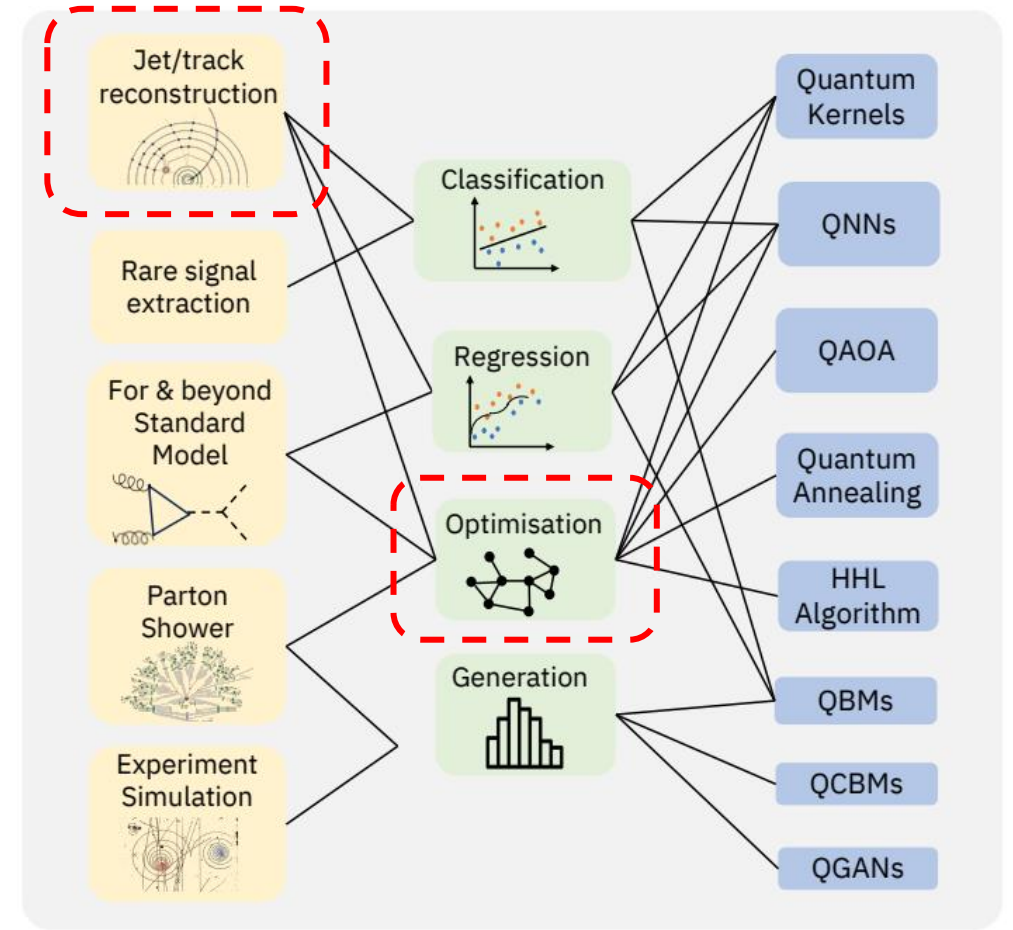 Jet/track
reconstruction
Rare signal
extraction
For & beyond
Standard
Model
Parton
Shower
Experiment
Simulation
Classification
Regression
Optimisation
Generation
Quantum
Kernels
QNNs
QAOA
Quantum
Annealing
HHL
Algorithm
QBMs
QCBMs
QGANs